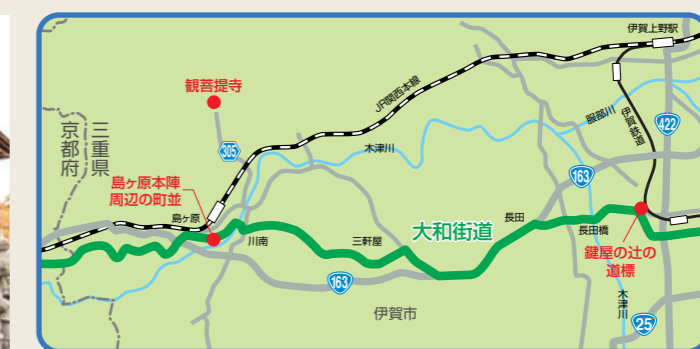 伊賀上野駅
観菩提寺
JR関西本線
服部川
伊賀鉄道
422
京都府
三重県
305
木津川
163
島ヶ原本陣
周辺の町並
島ヶ原
川南
三軒屋
大和街道
長田
長田橋
鍵屋の辻の
道標
163
木津川
伊賀市
25